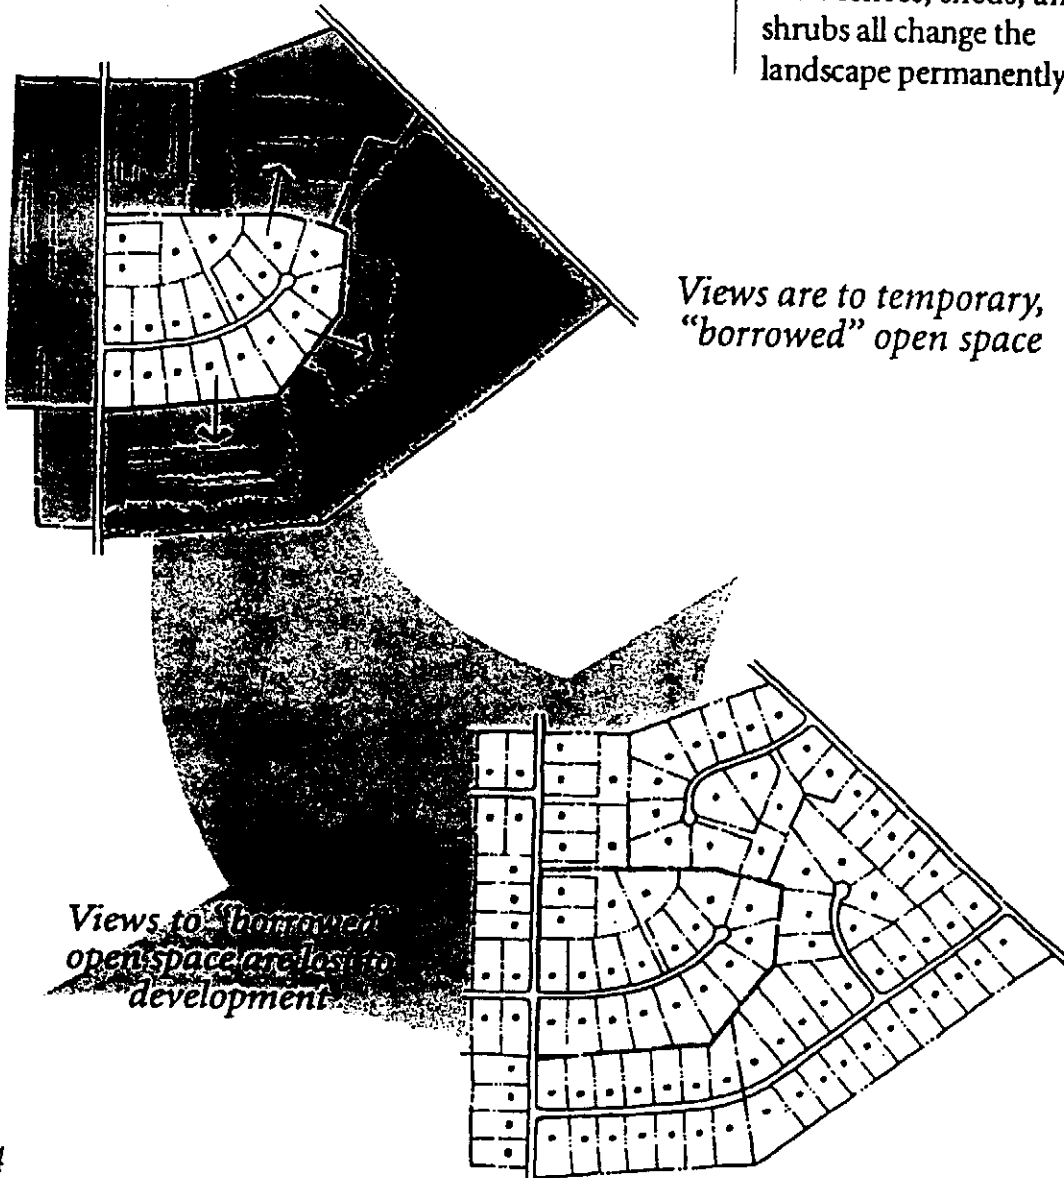 shrubs all change the
landscape permanently
Views are to temporary,
“borrowed” open space
Views to “borrowed”
open space are lost to
development
4